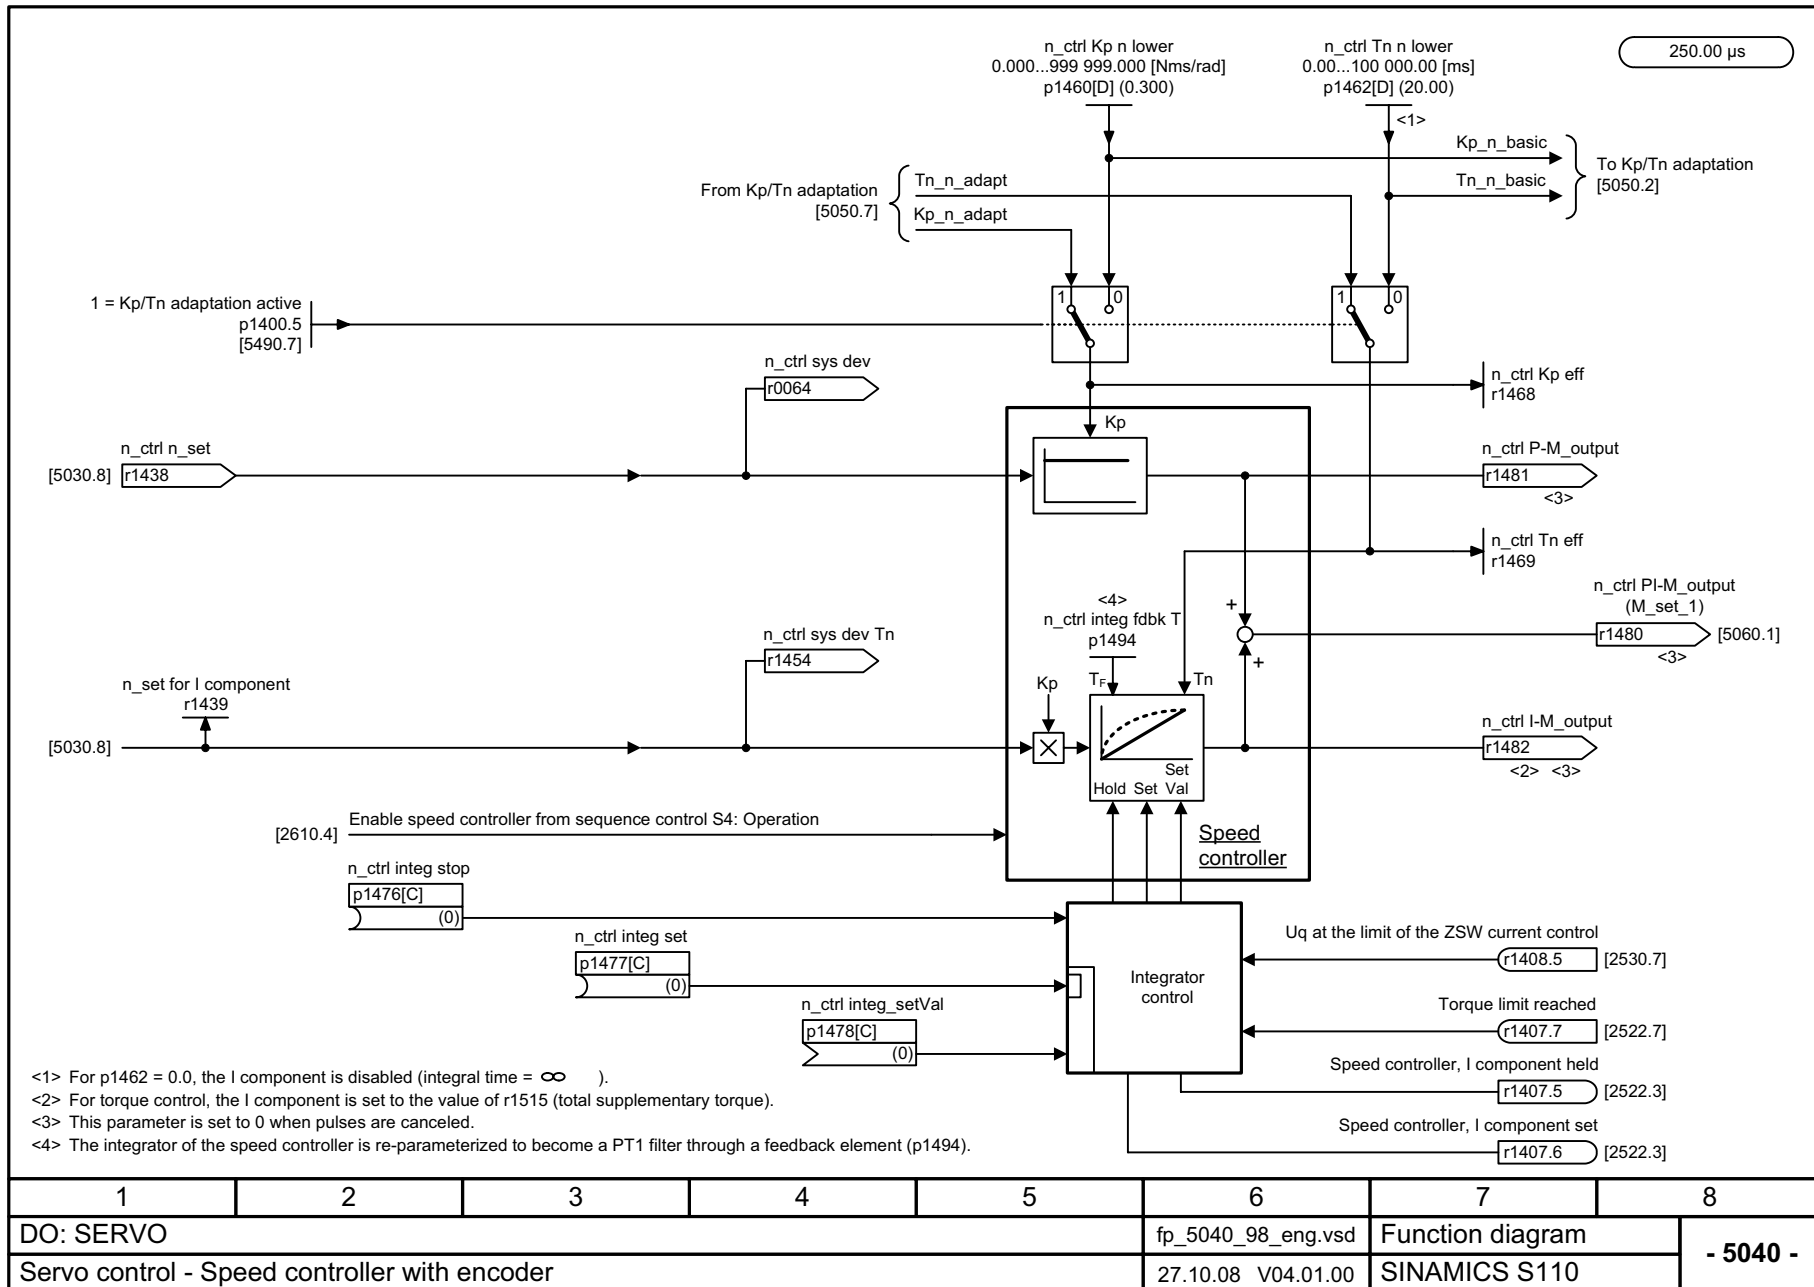 n_ctrl Kp n lower
0.000...999 999.000 [Nms/rad]
p1460[D] (0.300)
n_ctrl Tn n lower
0.00...100 000.00 [ms]
p1462[D] (20.00)
<1>
250.00 µs
Kp_n_basic
Tn_n_basic
To Kp/Tn adaptation
[5050.2]
From Kp/Tn adaptation
[5050.7]
Tn_n_adapt
Kp_n_adapt
1 = Kp/Tn adaptation active
p1400.5
[5490.7]
1 0
1 0
n_ctrl sys dev
r0064
n_ctrl Kp eff
r1468
Kp
n_ctrl n_set
[5030.8] r1438
n_ctrl P-M_output
r1481
<3>
n_ctrl Tn eff
r1469
<4>
n_ctrl integ fdbk T
p1494
+
+
n_ctrl PI-M_output
(M_set_1)
r1480 [5060.1]
<3>
n_ctrl sys dev Tn
r1454
n_set for I component
r1439
[5030.8]
Kp
TF
Tn
n_ctrl I-M_output
r1482
<2> <3>
Set
Hold Set Val
[2610.4] Enable speed controller from sequence control S4: Operation
Speed
controller
n_ctrl integ stop
p1476[C]
(0)
n_ctrl integ set
p1477[C]
(0)
n_ctrl integ_setVal
p1478[C]
(0)
Integrator
control
Uq at the limit of the ZSW current control
r1408.5 [2530.7]
Torque limit reached
r1407.7 [2522.7]
Speed controller, I component held
r1407.5 [2522.3]
Speed controller, I component set
r1407.6 [2522.3]
<1> For p1462 = 0.0, the I component is disabled (integral time = ∞ ).
<2> For torque control, the I component is set to the value of r1515 (total supplementary torque).
<3> This parameter is set to 0 when pulses are canceled.
<4> The integrator of the speed controller is re-parameterized to become a PT1 filter through a feedback element (p1494).
1 2 3 4 5 6 7 8
DO: SERVO
fp_5040_98_eng.vsd
Function diagram
- 5040 -
Servo control - Speed controller with encoder
27.10.08 V04.01.00
SINAMICS S110